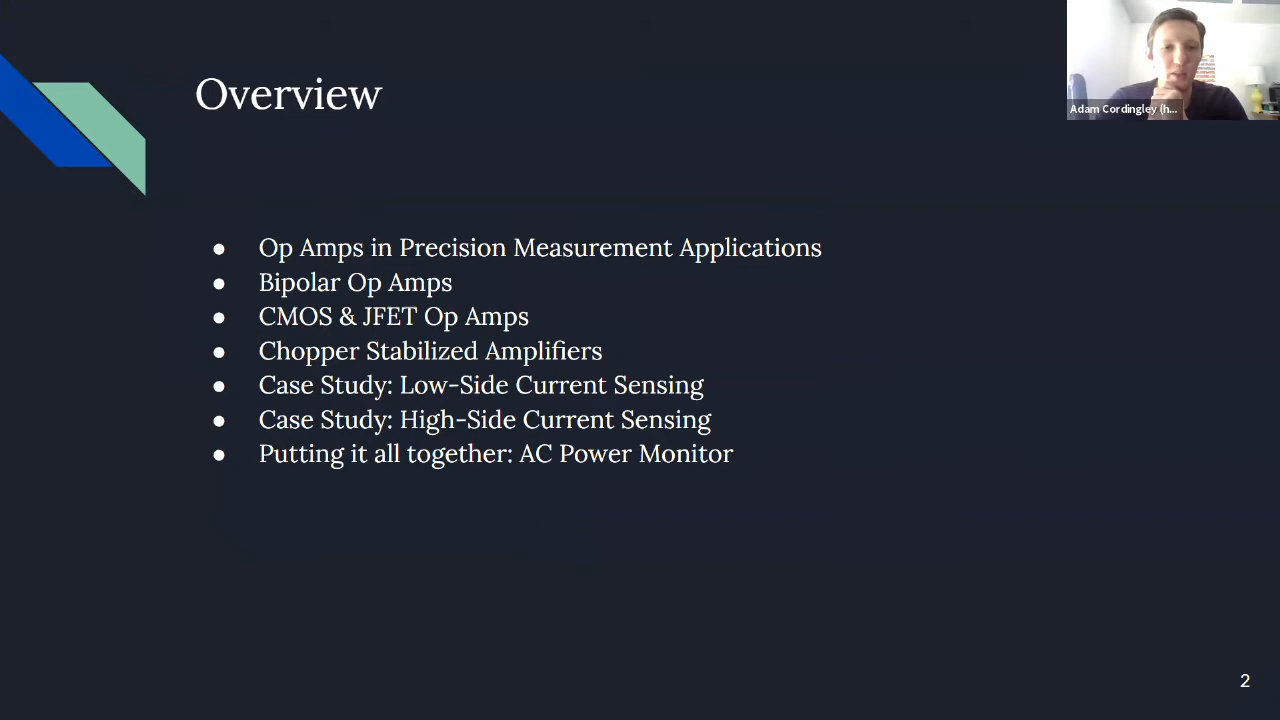 Overview
Adam Cordingley (h...
● Op Amps in Precision Measurement Applications
● Bipolar Op Amps
● CMOS & JFET Op Amps
● Chopper Stabilized Amplifiers
● Case Study: Low-Side Current Sensing
● Case Study: High-Side Current Sensing
● Putting it all together: AC Power Monitor
2